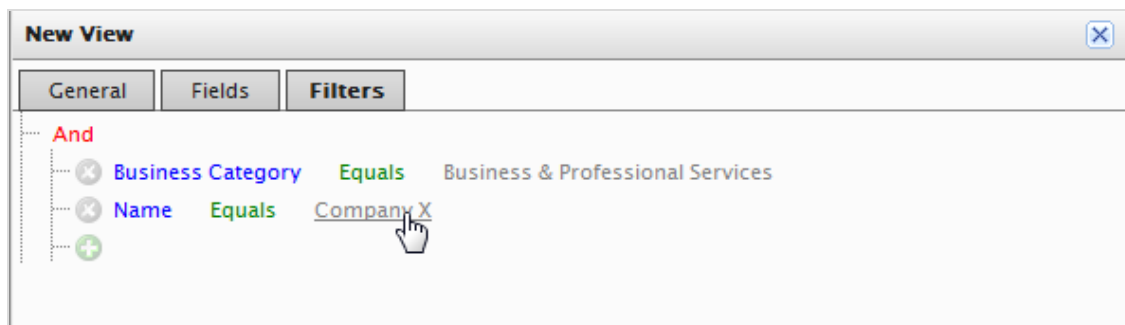 New View
General Fields Filters
And
Business Category Equals Business & Professional Services
Name Equals Company X